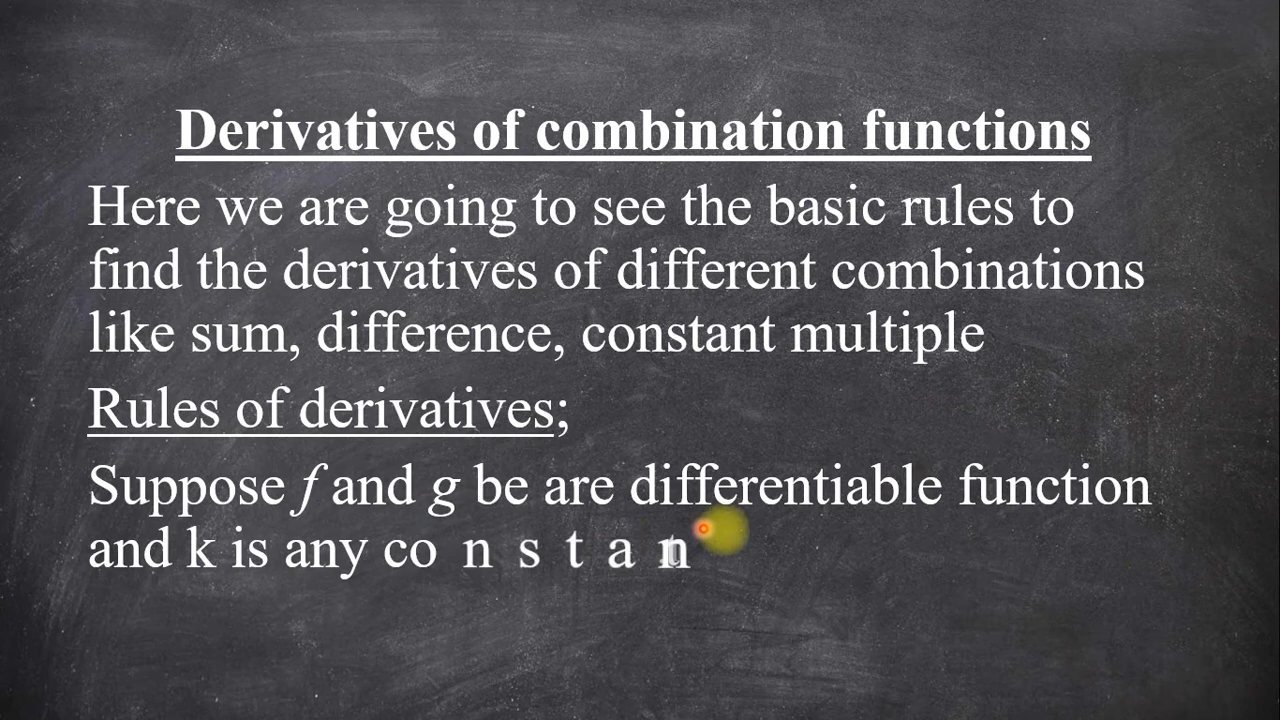 Derivatives of combination functions
Here we are going to see the basic rules to
find the derivatives of different combinations
like sum, difference, constant multiple
Rules of derivatives;
Suppose f and g be are differentiable function
and k is any constan